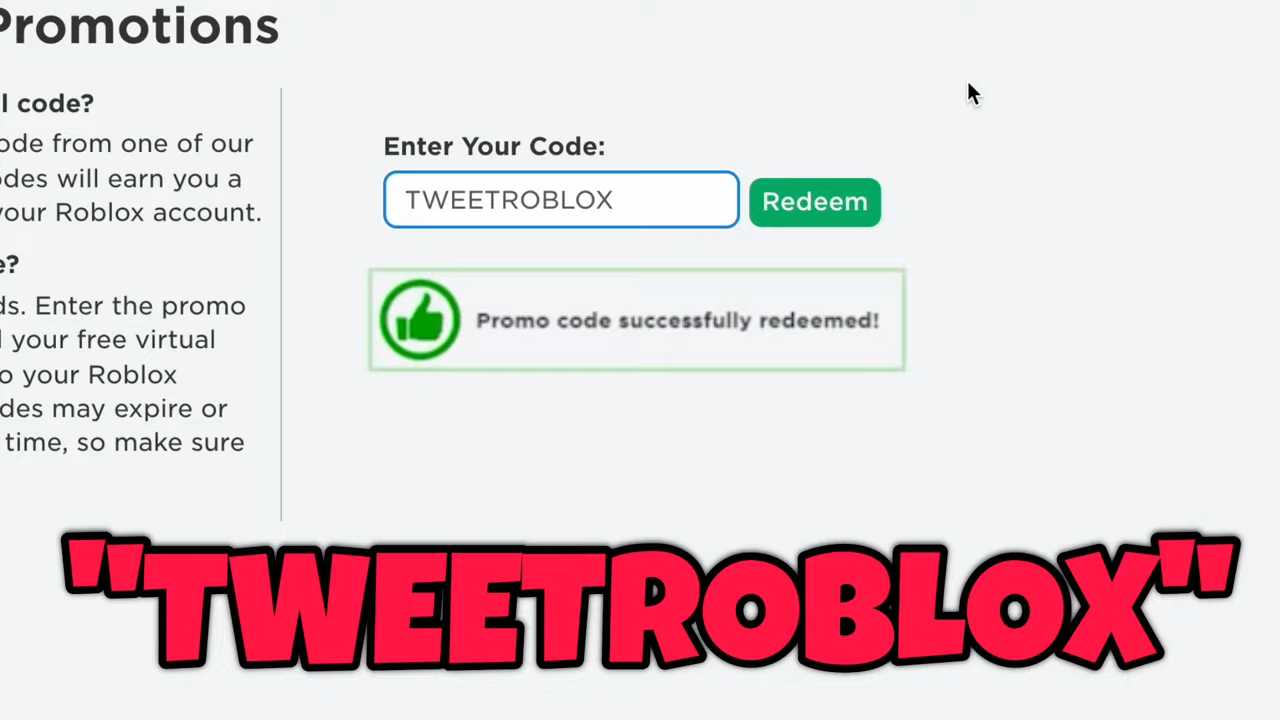 Promotions
l code?
ode from one of our
odes will earn you a
your Roblox account.
e?
ds. Enter the promo
l your free virtual
o your Roblox
des may expire or
time, so make sure
Enter Your Code:
TWEETROBLOX
Redeem
Promo code successfully redeemed!
"TWEETROBLOX"